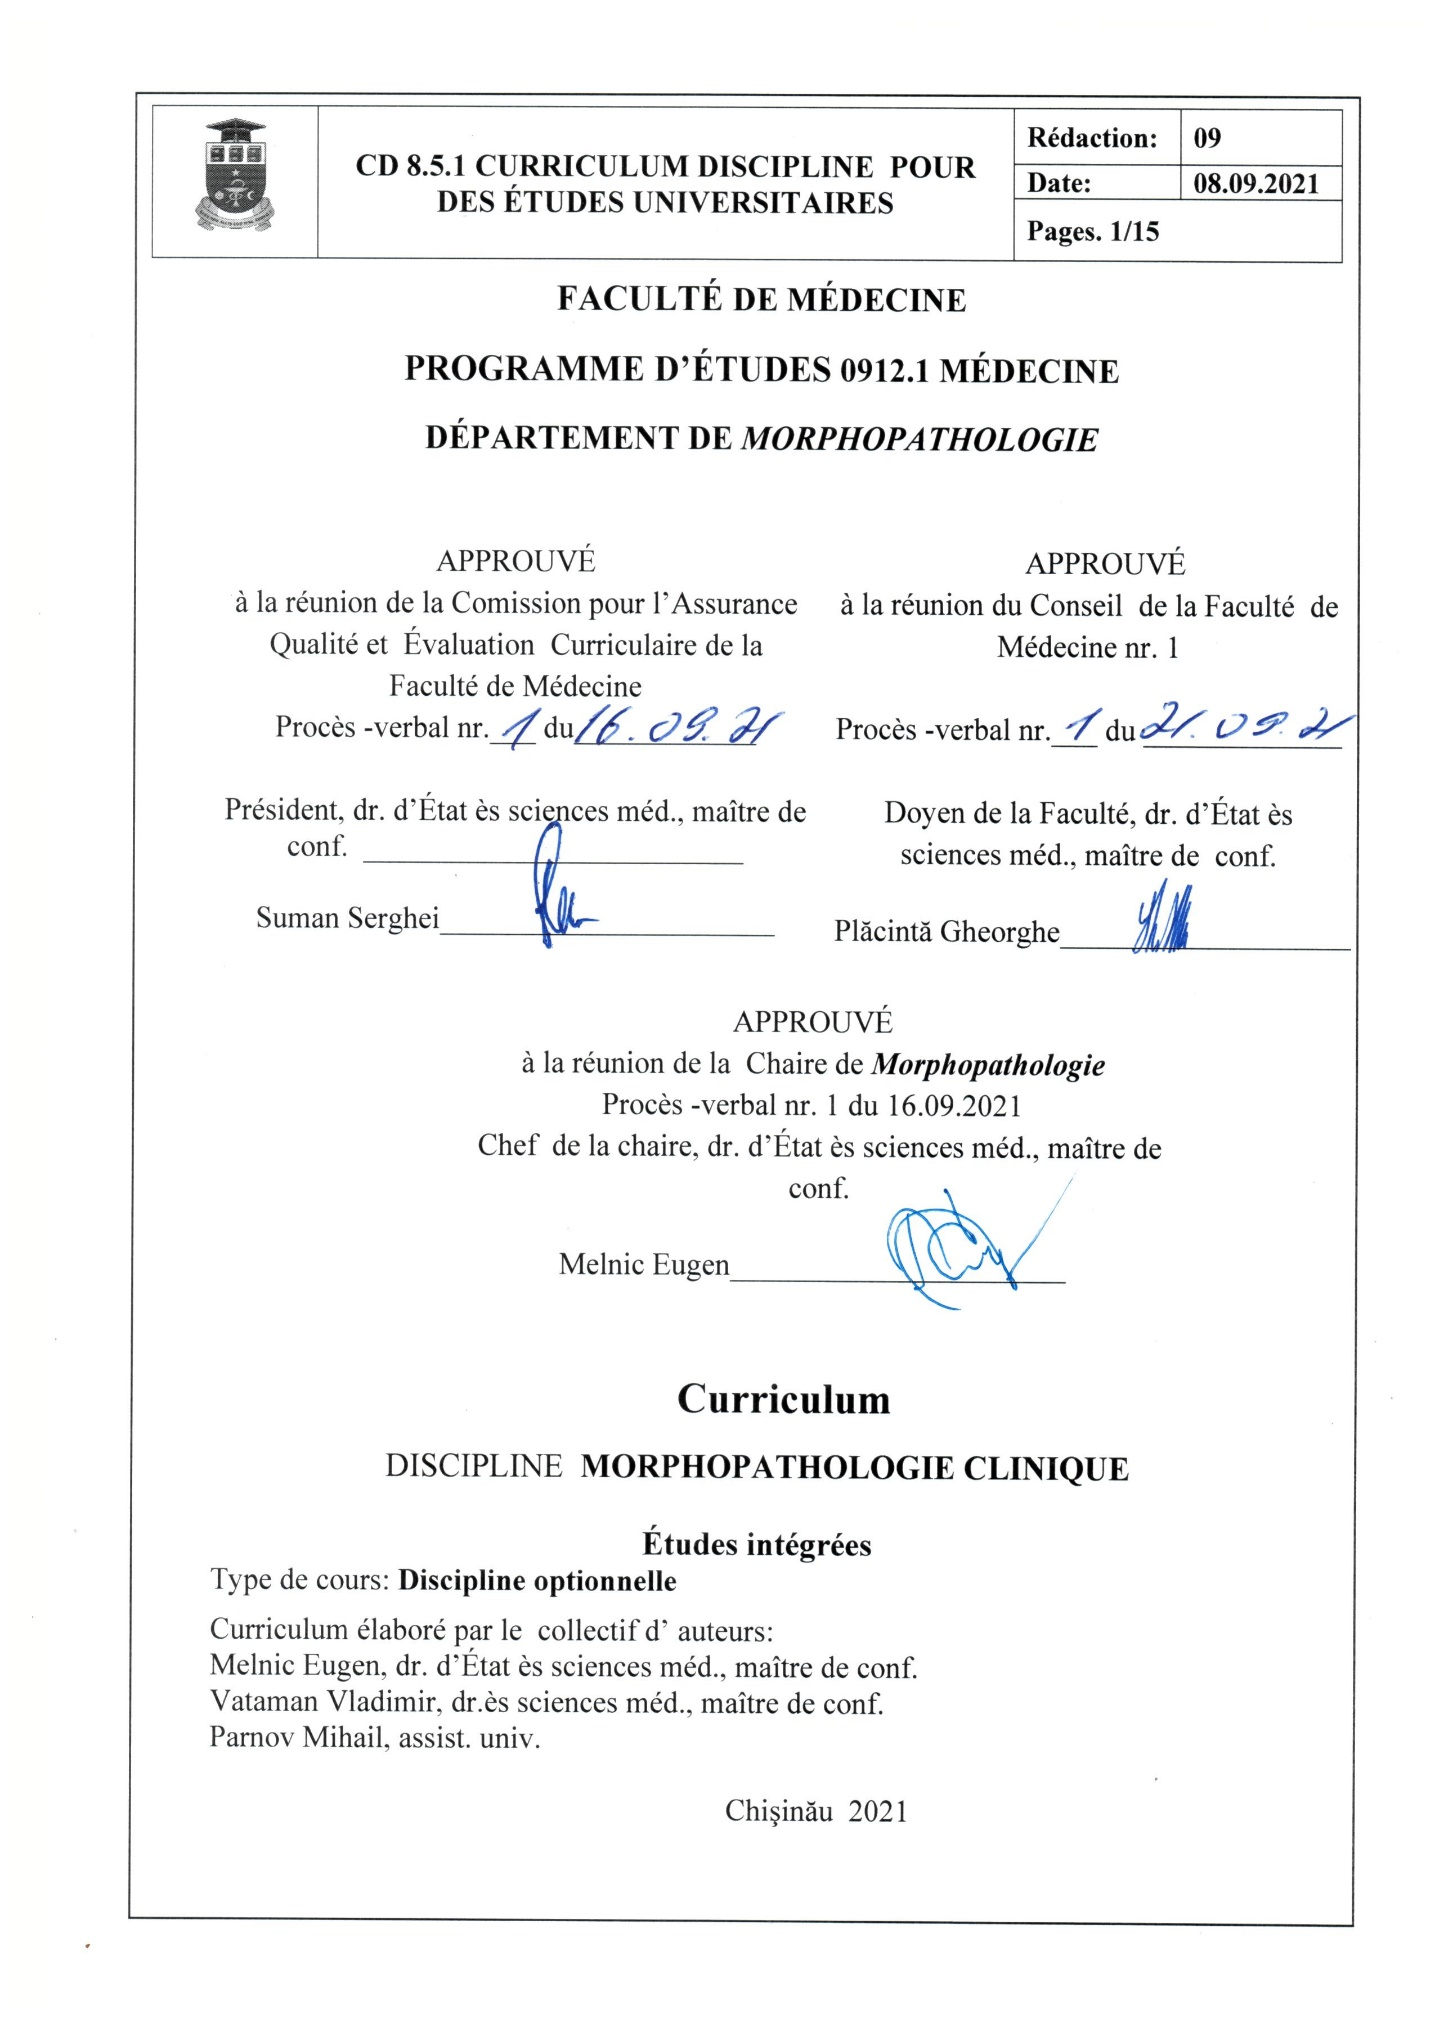 CD 8.5.1 CURRICULUM DISCIPLINE POUR
DES ÉTUDES UNIVERSITAIRES
Rédaction: 09
Date: 08.09.2021
Pages. 1/15
FACULTÉ DE MÉDECINE
PROGRAMME D’ÉTUDES 0912.1 MÉDECINE
DÉPARTEMENT DE MORPHOPATHOLOGIE
APPROUVÉ
à la réunion de la Comission pour l’Assurance
Qualité et Évaluation Curriculaire de la
Faculté de Médecine
Procès -verbal nr. 1 du 16.09.21
Président, dr. d’État ès sciences méd., maître de
conf.
Suman Serghei
APPROUVÉ
à la réunion du Conseil de la Faculté de
Médecine nr. 1
Procès -verbal nr. 1 du 21.09.21
Doyen de la Faculté, dr. d’État ès
sciences méd., maître de conf.
Plăcintă Gheorghe
APPROUVÉ
à la réunion de la Chaire de Morphopathologie
Procès -verbal nr. 1 du 16.09.2021
Chef de la chaire, dr. d’État ès sciences méd., maître de
conf.
Melnic Eugen
Curriculum
DISCIPLINE MORPHOPATHOLOGIE CLINIQUE
Études intégrées
Type de cours: Discipline optionnelle
Curriculum élaboré par le collectif d’ auteurs:
Melnic Eugen, dr. d’État ès sciences méd., maître de conf.
Vataman Vladimir, dr.ès sciences méd., maître de conf.
Parnov Mihail, assist. univ.
Chişinău 2021